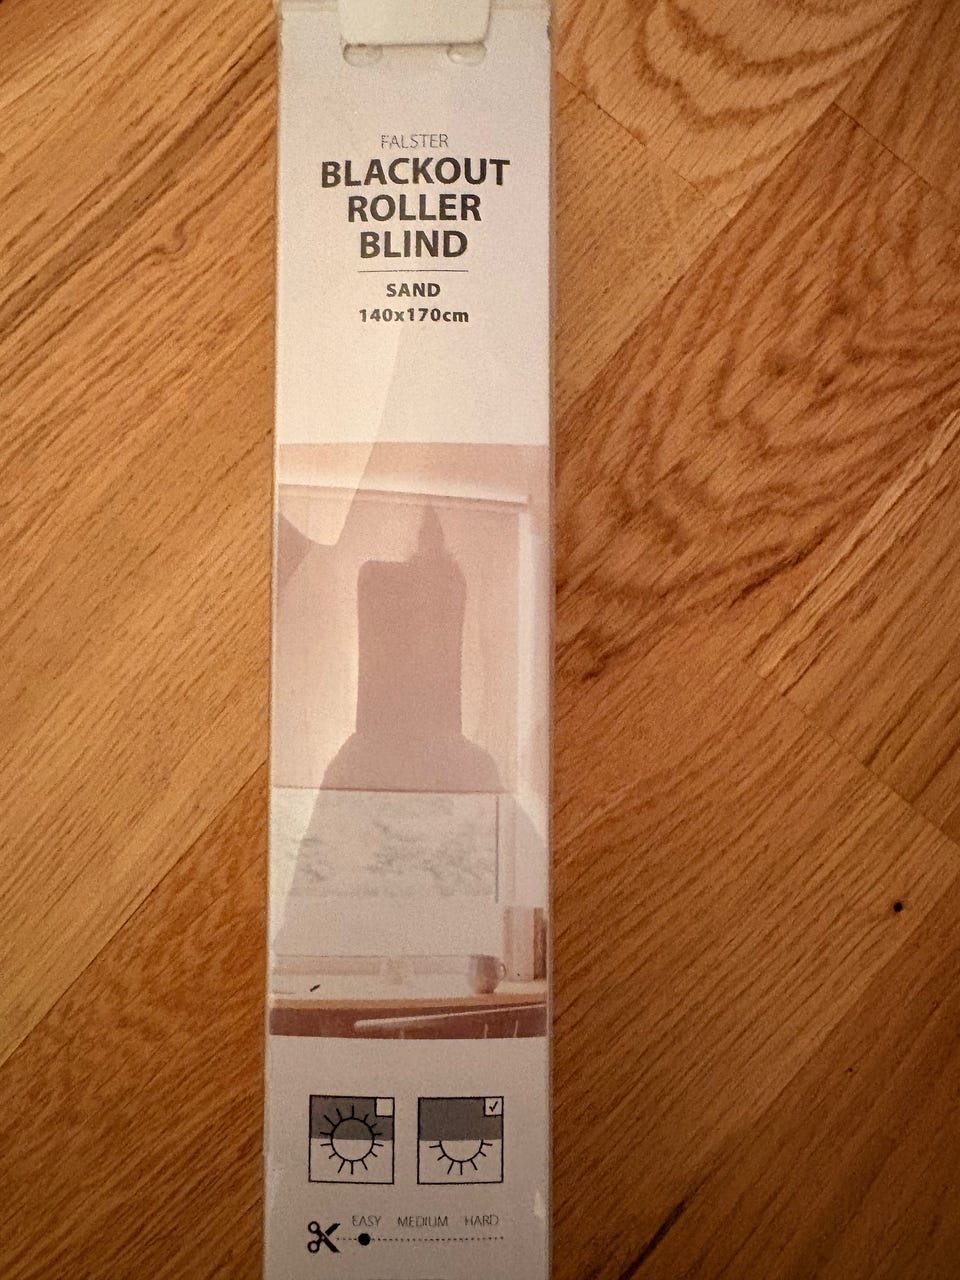 FALSTER
BLACKOUT
ROLLER
BLIND
SAND
140x170cm
EASY MEDIUM HARD